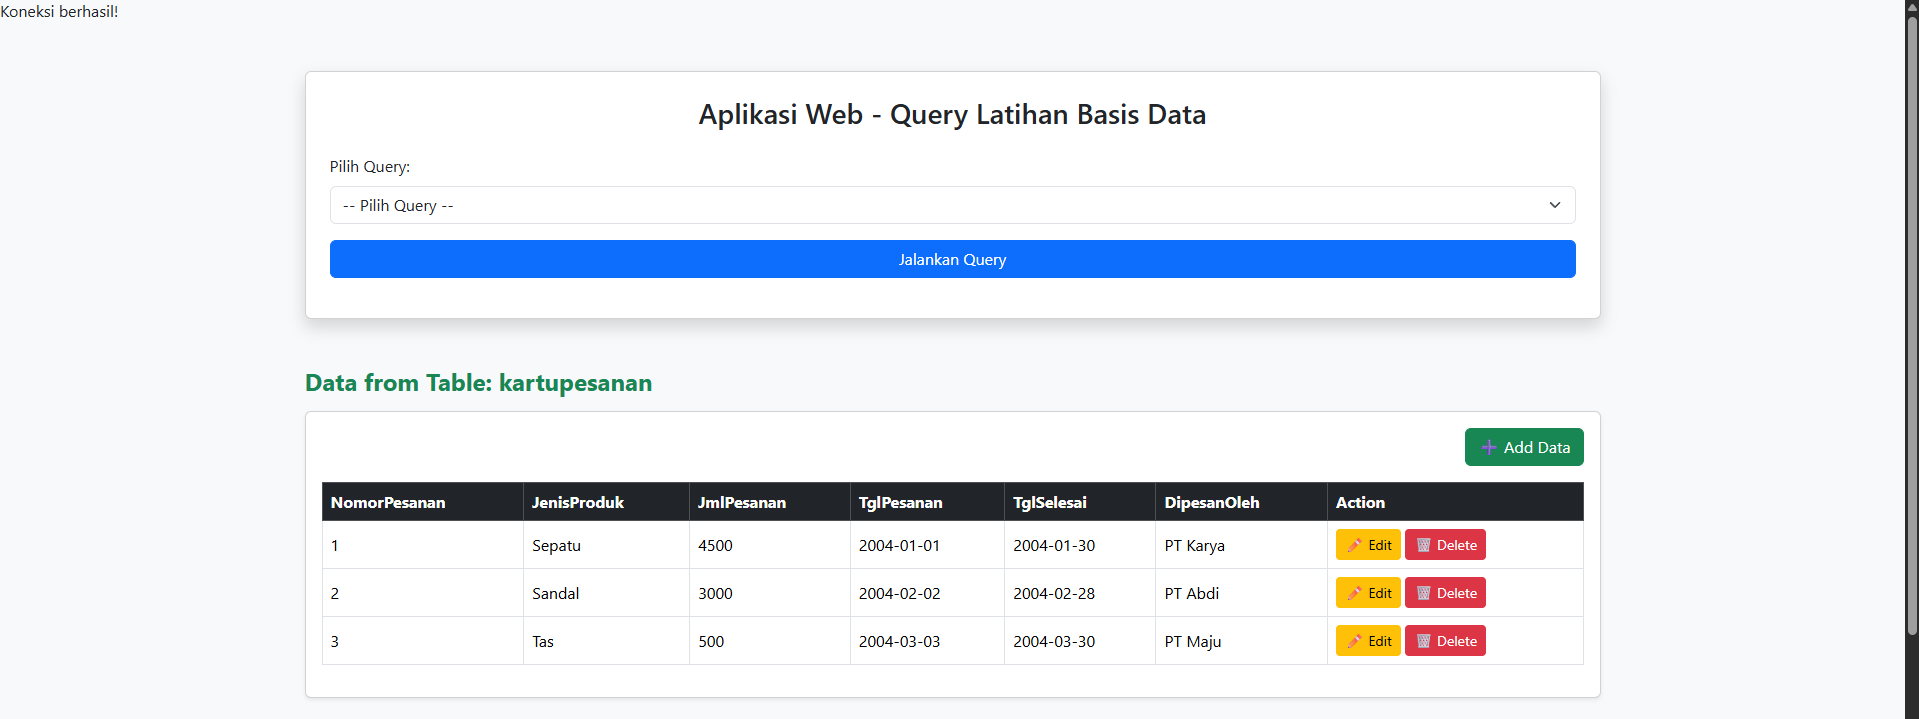 Koneksi berhasil!
Aplikasi Web - Query Latihan Basis Data
Pilih Query:
-- Pilih Query --
Jalankan Query
Data from Table: kartupesanan
Add Data
NomorPesanan JenisProduk JmlPesanan TglPesanan TglSelesai DipesanOleh Action
1 Sepatu 4500 2004-01-01 2004-01-30 PT Karya Edit Delete
2 Sandal 3000 2004-02-02 2004-02-28 PT Abdi Edit Delete
3 Tas 500 2004-03-03 2004-03-30 PT Maju Edit Delete